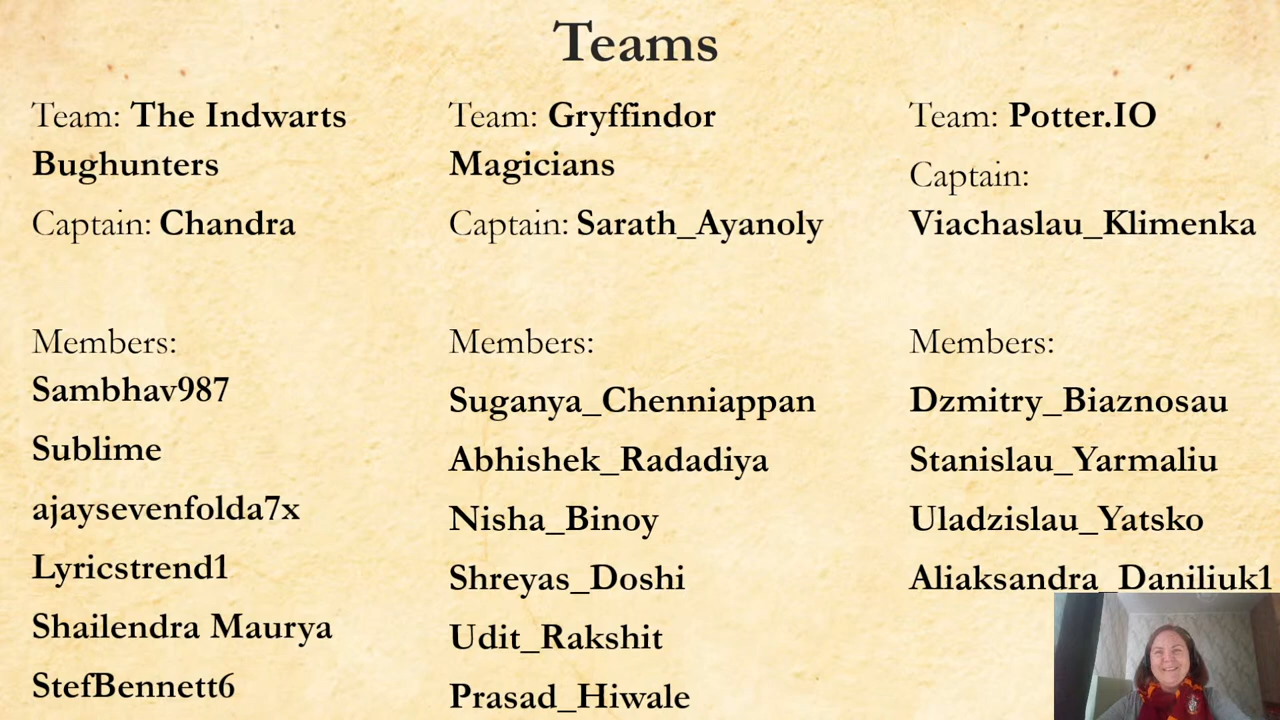 Teams
Team: The Indwarts
Bughunters
Captain: Chandra
Members:
Sambhav987
Sublime
ajaysevenfolda7x
Lyricstrend1
Shailendra Maurya
StefBennett6
Team: Gryffindor
Magicians
Captain: Sarath_Ayanoly
Members:
Suganya_Chenniappan
Abhishek_Radadiya
Nisha_Binoy
Shreyas_Doshi
Udit_Rakshit
Prasad_Hiwale
Team: Potter.IO
Captain:
Viachaslau_Klimenka
Members:
Dzmitry_Biaznosau
Stanislau_Yarmaliu
Uladzislau_Yatsko
Aliaksandra_Daniliuk1